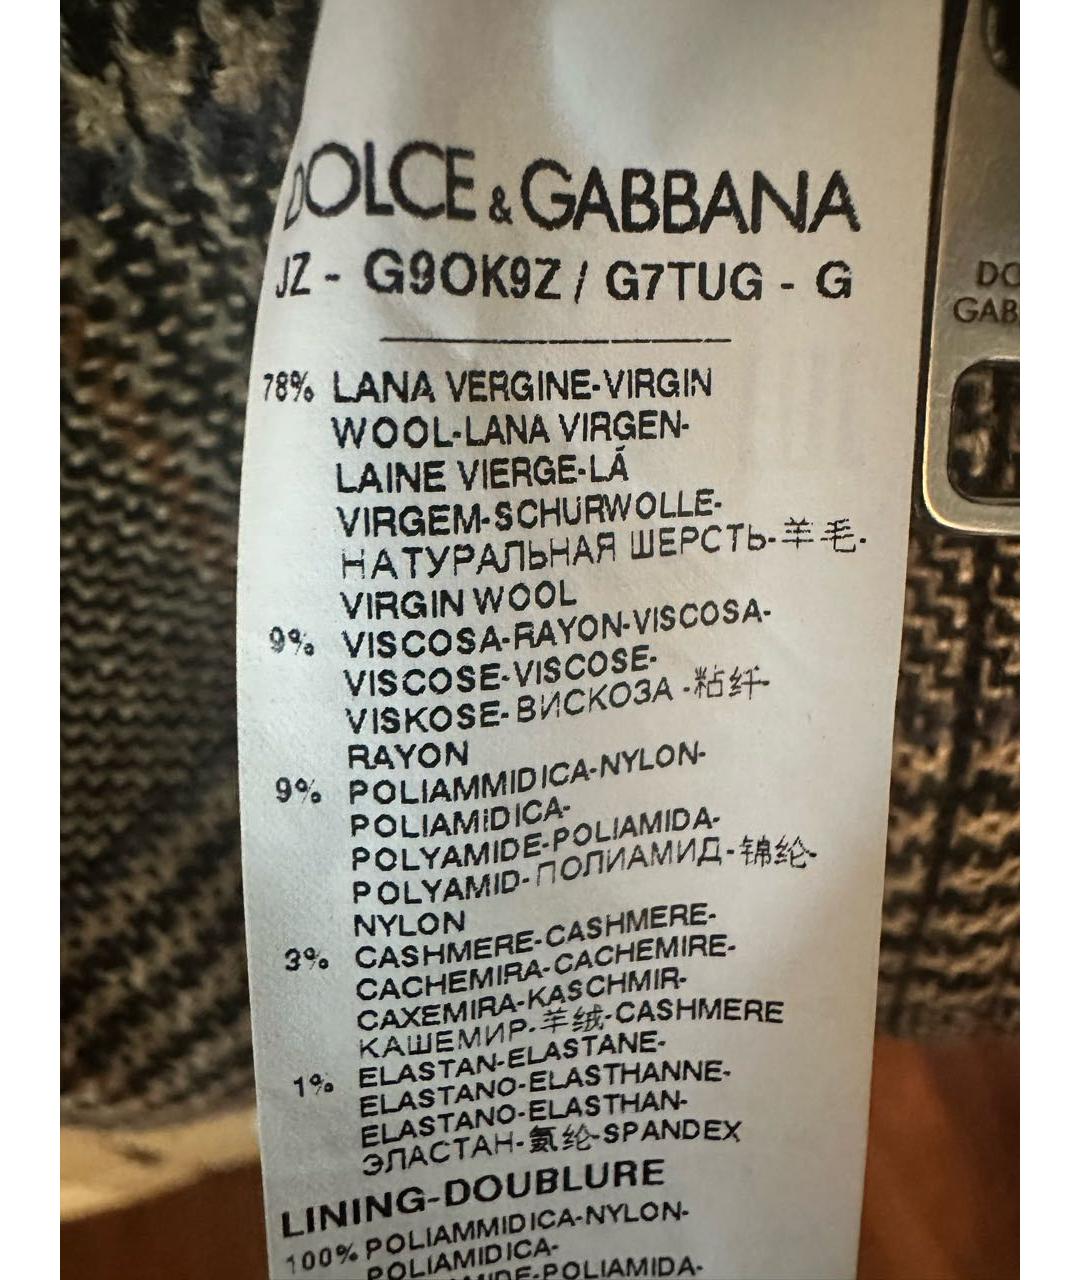 DOLCE & GABBANA
JZ - G9OK9Z / G7TUG - G
78% LANA VERGINE-VIRGIN
WOOL-LANA VIRGEN-
LAINE VIERGE-LÃ
VIRGEM-SCHURWOLLE-
НАТУРАЛЬНАЯ ШЕРСТЬ-羊毛-
VIRGIN WOOL
9% VISCOSA-RAYON-VISCOSA-
VISCOSE-VISCOSE-
VISKOSE-ВИСКОЗА-粘纤-
RAYON
9% POLIAMMIDICA-NYLON-
POLIAMIDICA-
POLYAMIDE-POLIAMIDA-
POLYAMID-ПОЛИАМИД-锦纶-
NYLON
3% CASHMERE-CASHMERE-
CACHEMIRA-CACHEMIRE-
CAXEMIRA-KASCHMIR-
КАШЕМИР-羊绒-CASHMERE
1% ELASTAN-ELASTANE-
ELASTANO-ELASTHANNE-
ELASTANO-ELASTHAN-
ЭЛАСТАН-氨纶-SPANDEX
LINING-DOUBLURE
100% POLIAMMIDICA-NYLON-
POLIAMIDICA-
MIDE-POLIAMIDA-
DO
GAB